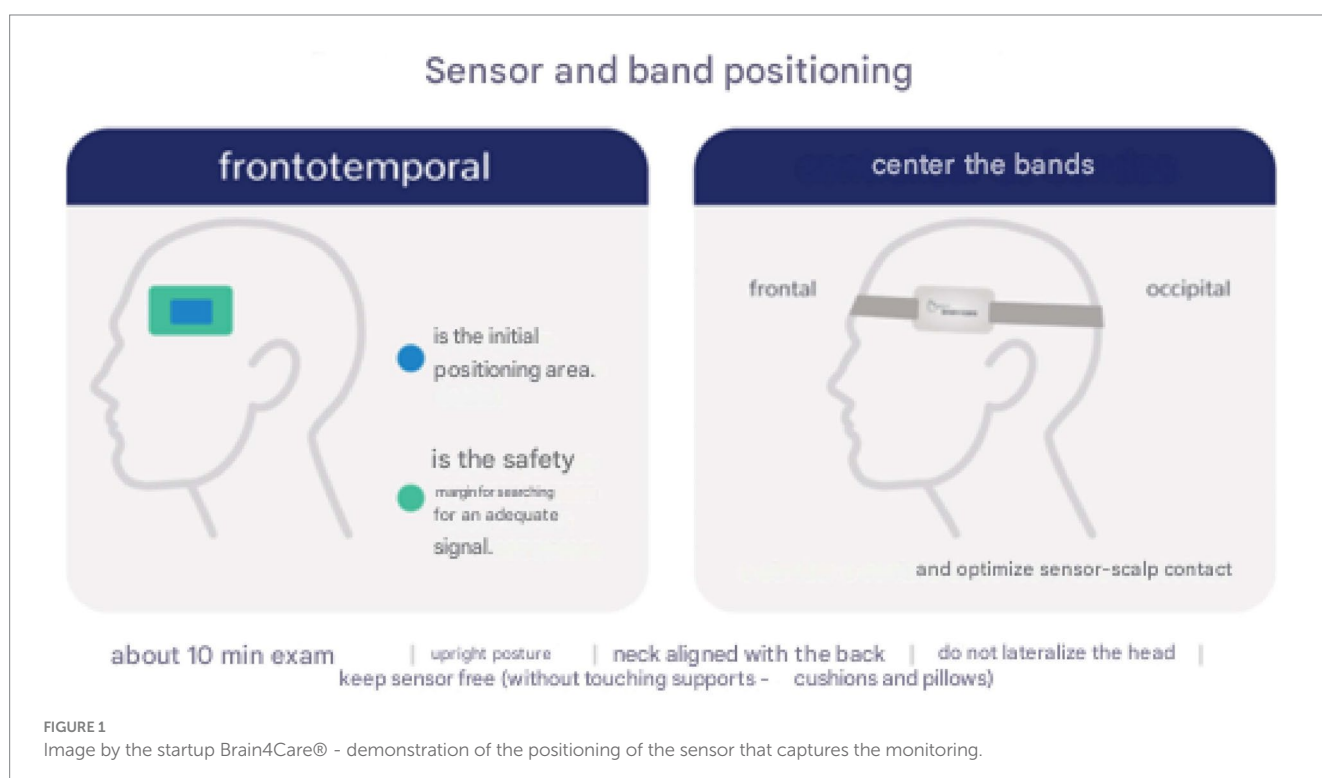 Sensor and band positioning
frontotemporal
is the initial
positioning area.
is the safety
margin for searching
for an adequate
signal.
center the bands
frontal
occipital
and optimize sensor-scalp contact
about 10 min exam | upright posture | neck aligned with the back | do not lateralize the head |
keep sensor free (without touching supports - cushions and pillows)
FIGURE 1
Image by the startup Brain4Care® - demonstration of the positioning of the sensor that captures the monitoring.